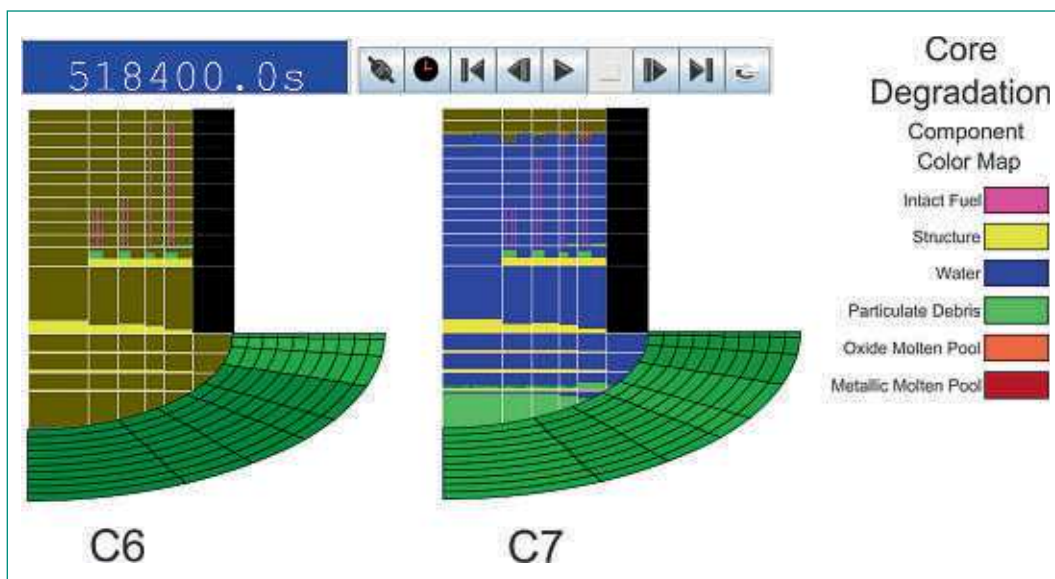 518400.0s
Core
Degradation
Component
Color Map
Intact Fuel
Structure
Water
Particulate Debris
Oxide Molten Pool
Metallic Molten Pool
C6
C7